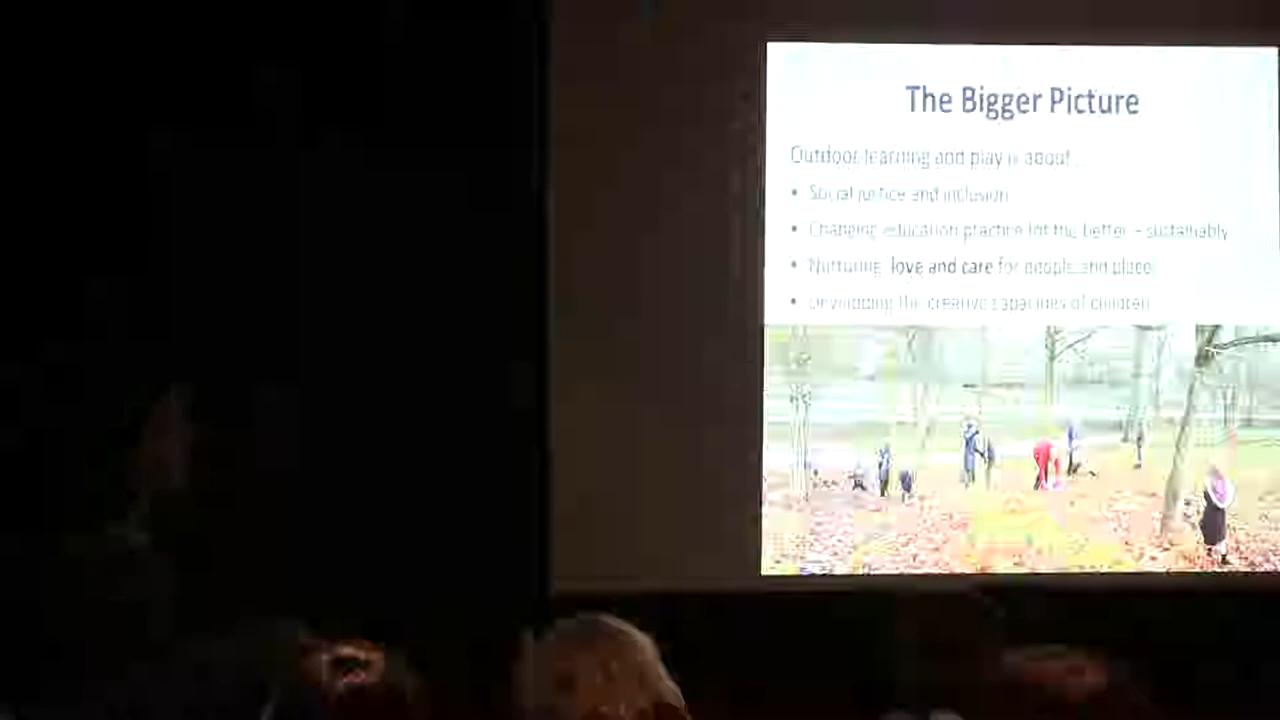 The Bigger Picture
Outdoor learning and play is about...
• Social justice and inclusion
• Changing education practice for the better – sustainably
• Nurturing love and care for people and place
• Developing the creative capacities of children